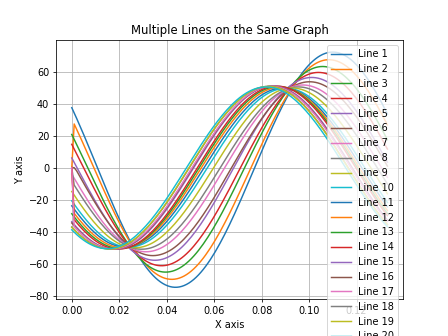 Multiple Lines on the Same Graph
Y axis
60
40
20
0
−20
−40
−60
−80
0.00
0.02
0.04
0.06
0.08
0.10
X axis
Line 1
Line 2
Line 3
Line 4
Line 5
Line 6
Line 7
Line 8
Line 9
Line 10
Line 11
Line 12
Line 13
Line 14
Line 15
Line 16
Line 17
Line 18
Line 19
Line 20